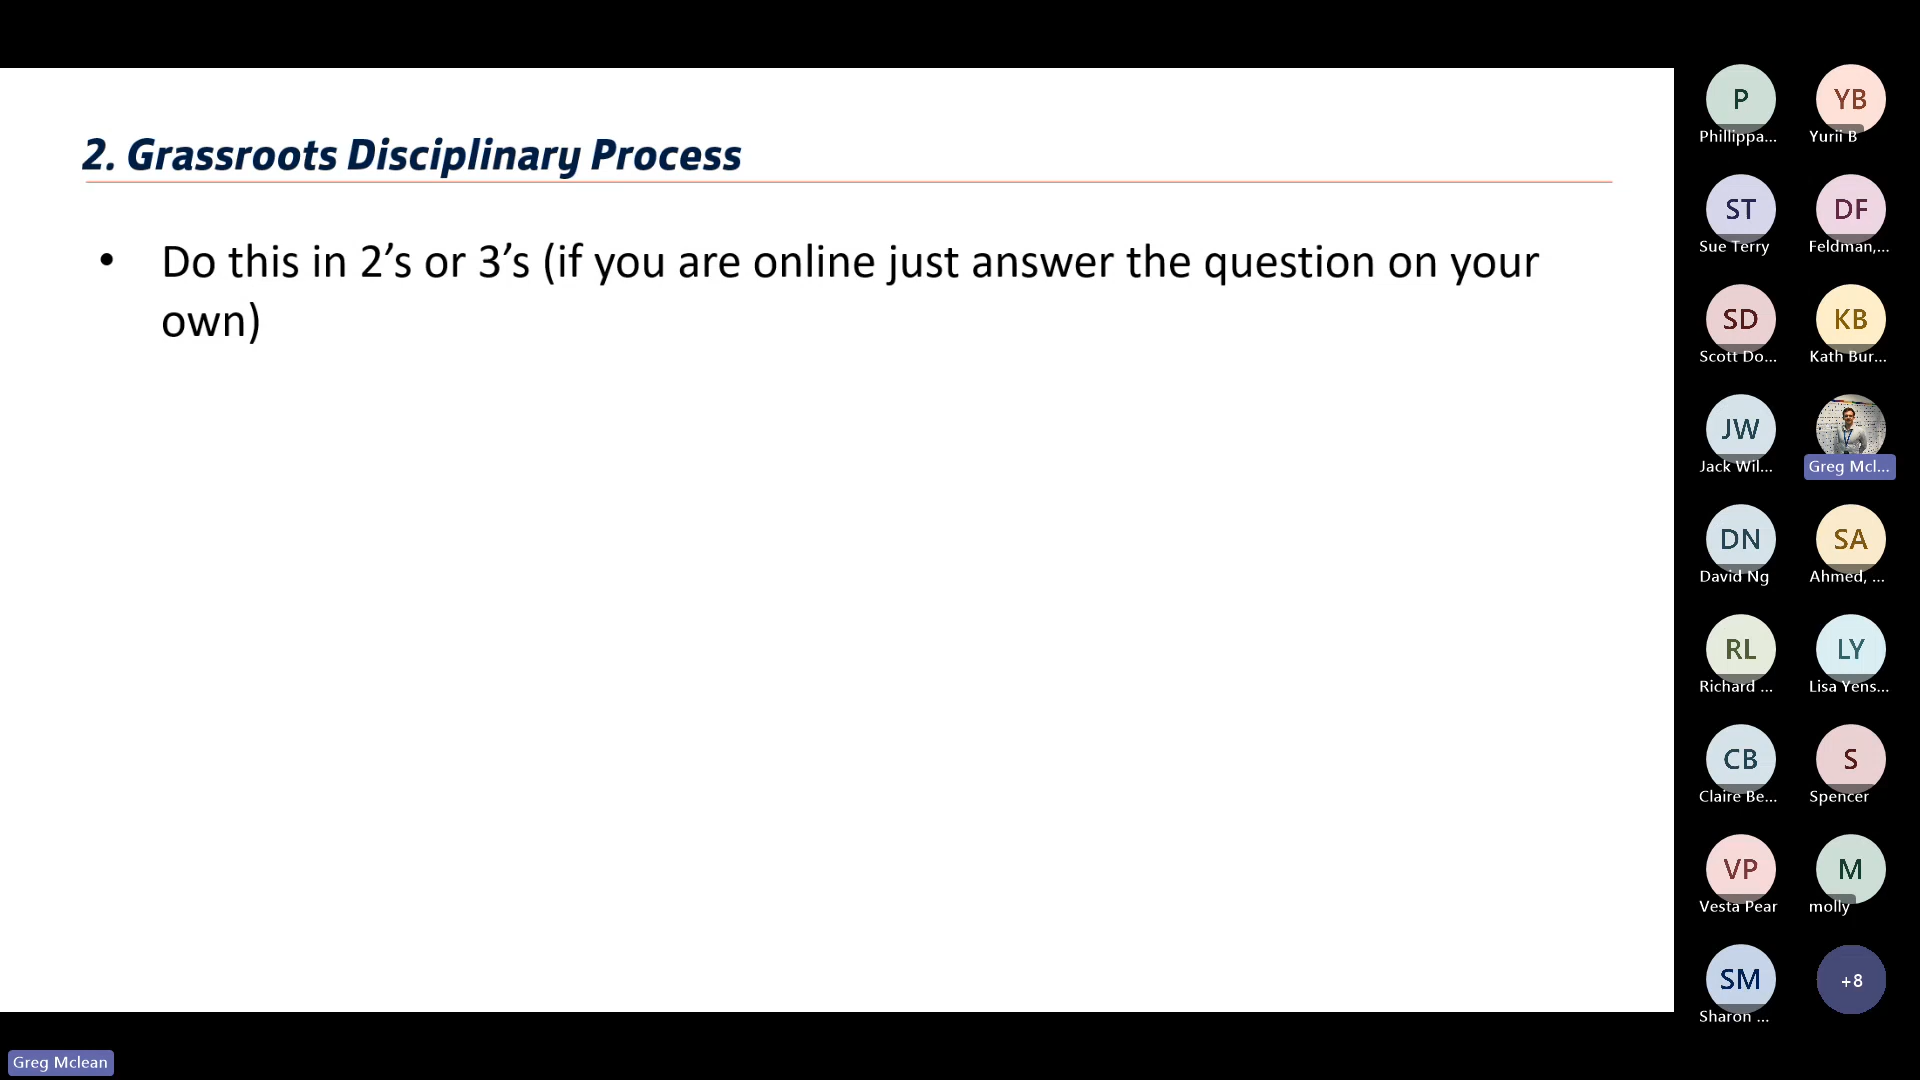 2. Grassroots Disciplinary Process
• Do this in 2’s or 3’s (if you are online just answer the question on your
own)
P
Phillippa...
YB
Yurii B
ST
Sue Terry
DF
Feldman,...
SD
Scott Do...
KB
Kath Bur...
JW
Jack Wil...
Greg Mcl...
DN
David Ng
SA
Ahmed, ...
RL
Richard ...
LY
Lisa Yens...
CB
Claire Be...
S
Spencer
VP
Vesta Pear
M
molly
SM
Sharon ...
+8
Greg Mclean